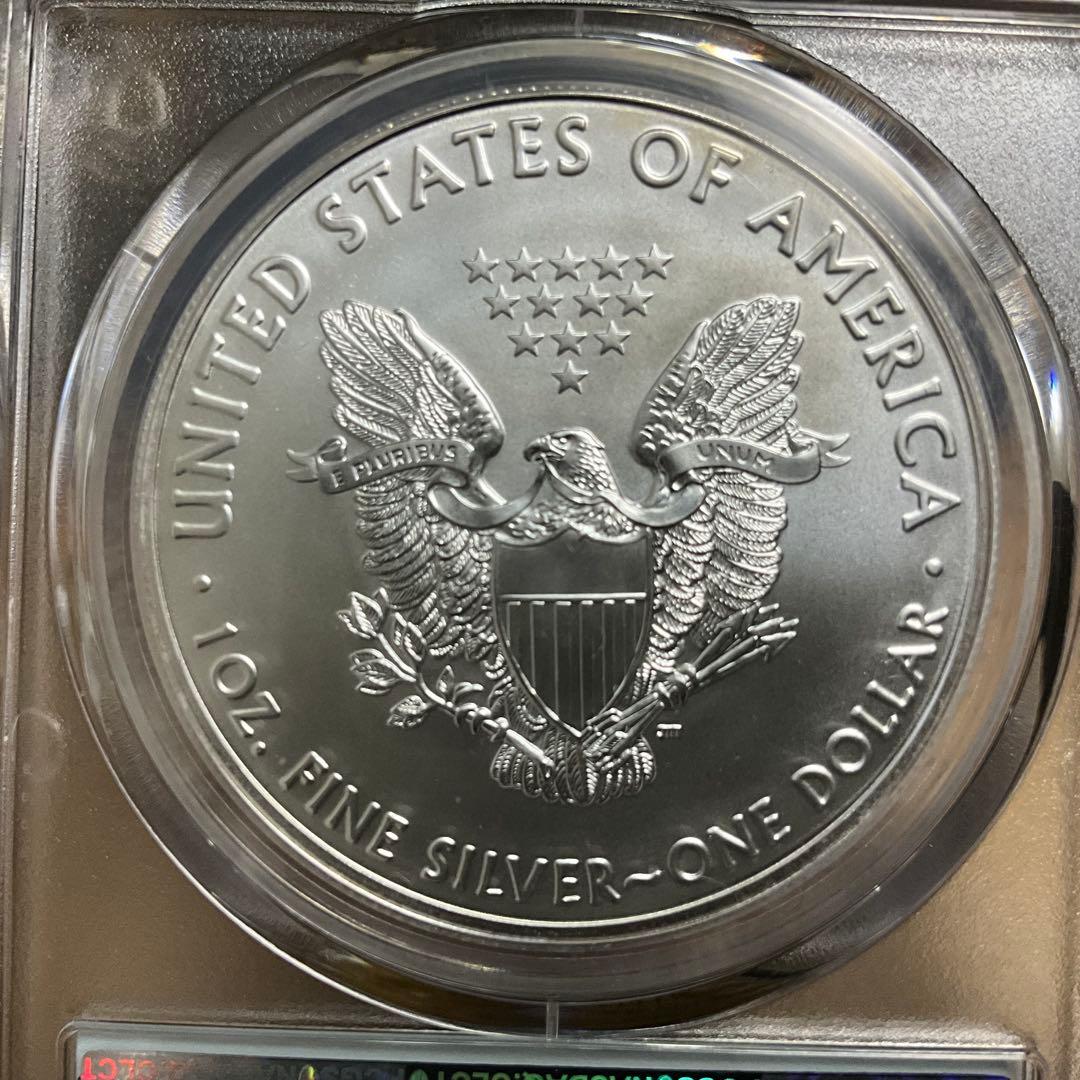 UNITED STATES OF AMERICA
E PLURIBUS UNUM
· 1 OZ. FINE SILVER~ONE DOLLAR ·